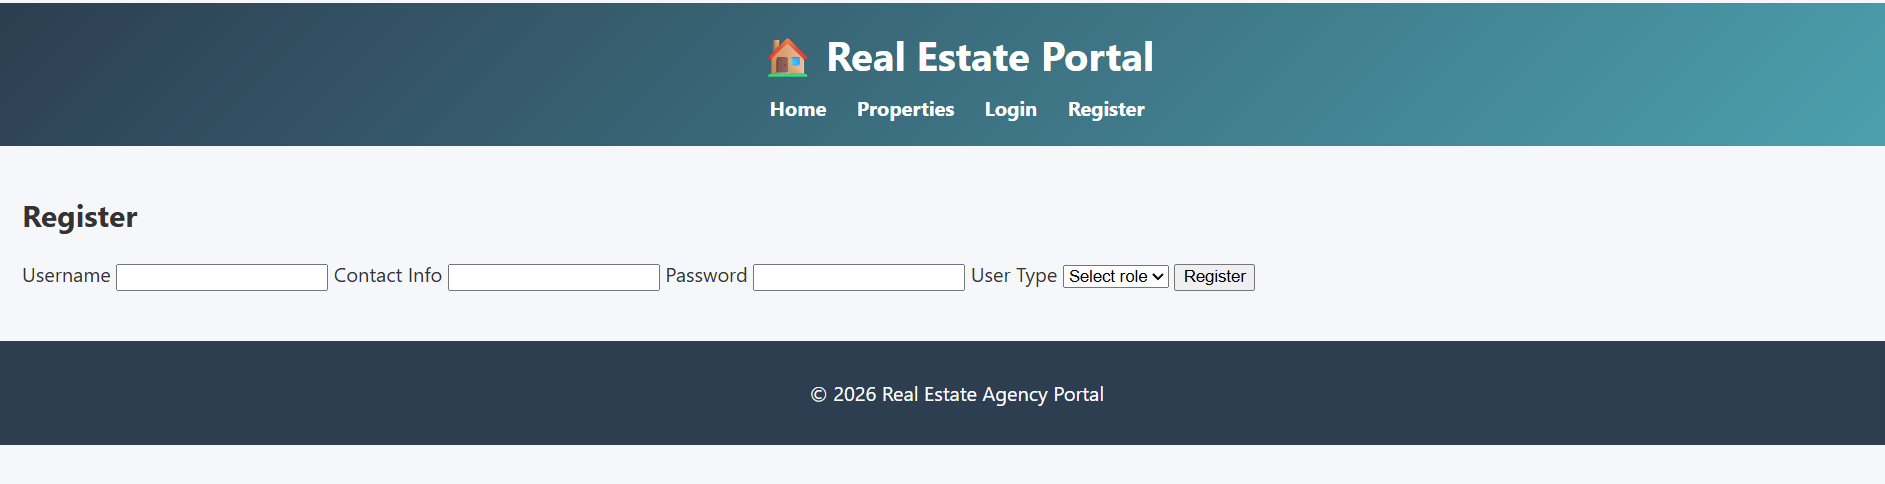 Real Estate Portal
Home Properties Login Register
Register
Username Contact Info Password User Type Select role Register
© 2026 Real Estate Agency Portal